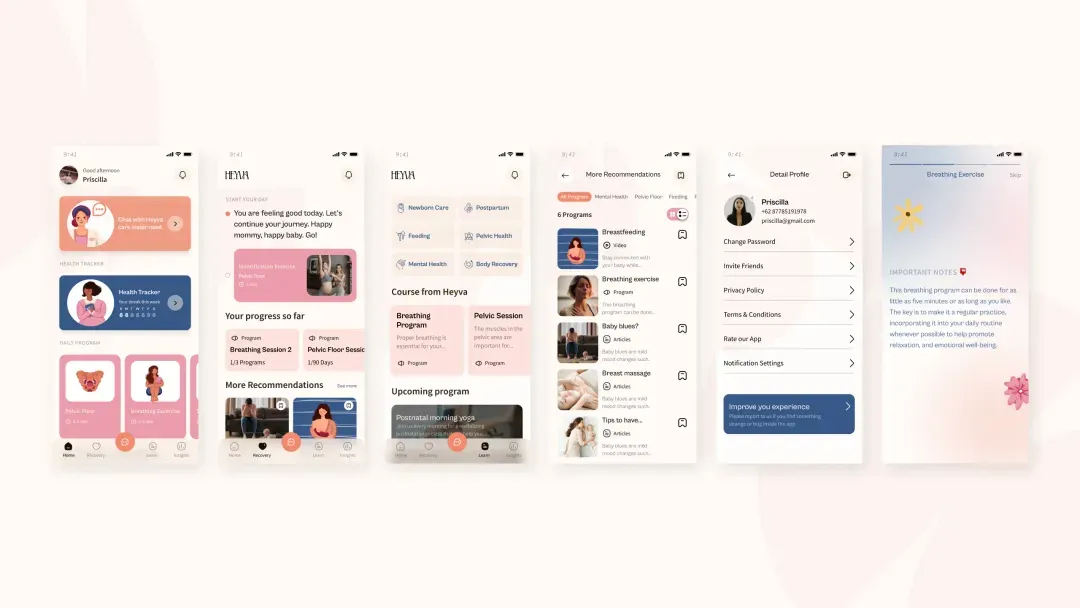 9:41
Good afternoon
Priscilla
Chat with Heyva
HEALTH TRACKER
Health Tracker
Your streak this week
S M T W T F S
DAILY PROGRAM
Pelvic Floor
Breathing Exercise
Home
Recovery
Learn
Insights
9:41
HEYVA
START YOUR DAY
You are feeling good today. Let's
continue your journey. Happy
mommy, happy baby. Go!
Pelvic Floor
Your progress so far
Program
Breathing Session 2
1/3 Programs
Program
Pelvic Floor Sessic
1/90 Days
More Recommendations
See more
Home
Recovery
Learn
Insights
9:41
HEYVA
Newborn Care
Postpartum
Feeding
Pelvic Health
Mental Health
Body Recovery
Course from Heyva
Breathing
Program
Proper breathing is
essential for your...
Program
Pelvic Session
The muscles in the
pelvic area are
important for...
Program
Upcoming program
Postnatal morning
yoga
Home
Recovery
Learn
Insights
9:41
More Recommendations
All Program
Mental Health
Pelvic Floor
Feeding
6 Programs
Breastfeeding
Video
Stay connected with
your baby while...
Breathing exercise
Program
The breathing
program can be done...
Baby blues?
Articles
Baby blues are mild
mood changes such...
Breast massage
Articles
Baby blues are mild
mood changes such...
Tips to have...
Articles
Baby blues are mild
mood changes such...
9:41
Detail Profile
Priscilla
+62 87785191978
priscilla@gmail.com
Change Password
Invite Friends
Privacy Policy
Terms & Conditions
Rate our App
Notification Settings
Improve you experience
Please report to us if you find something
strange or bug inside the app
9:41
Breathing Exercise
Skip
IMPORTANT NOTES
This breathing program can be done for as
little as five minutes or as long as you like.
The key is to make it a regular practice,
incorporating it into your daily routine
whenever possible to help promote
relaxation, and emotional well-being.